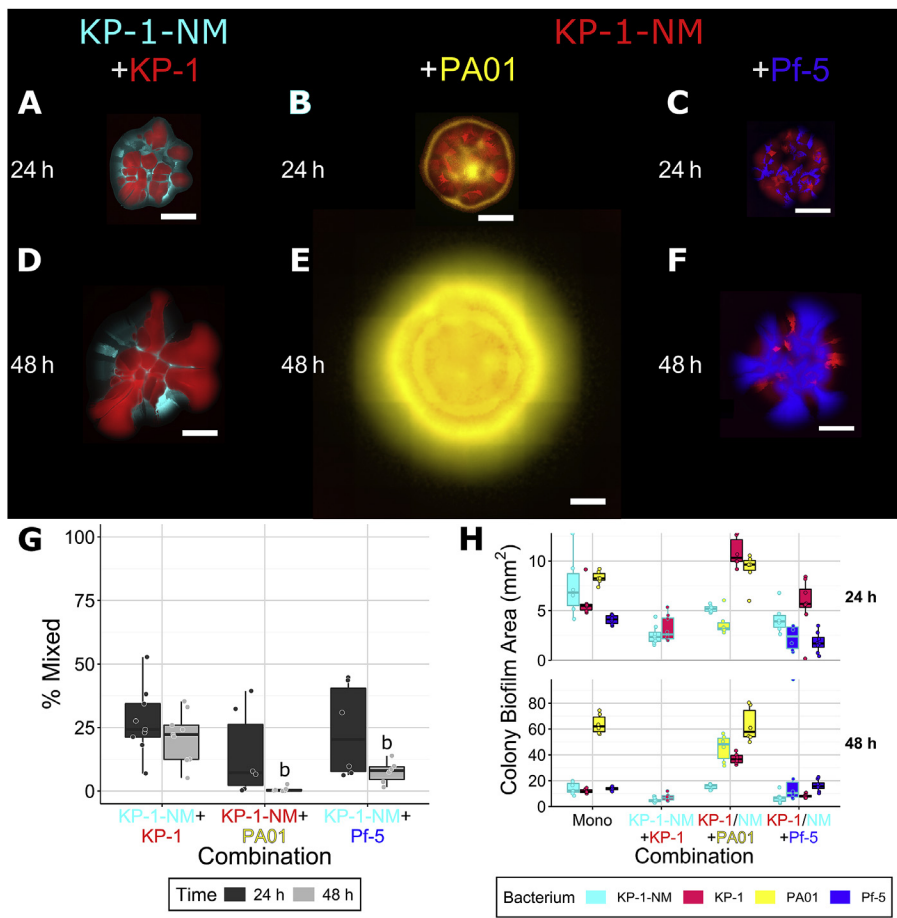 KP-1-NM KP-1-NM
+KP-1 +PA01 +Pf-5
A B C
24 h 24 h 24 h
D E F
48 h 48 h 48 h
G
% Mixed
100
75
50
25
0
b b
KP-1-NM+ KP-1-NM+ KP-1-NM+
KP-1 PA01 Pf-5
Combination
Time 24 h 48 h
H
Colony Biofilm Area (mm²)
10
5
0
24 h
80
60
40
20
0
48 h
Mono KP-1-NM KP-1/NM KP-1/NM
+KP-1 +PA01 +Pf-5
Combination
Bacterium KP-1-NM KP-1 PA01 Pf-5